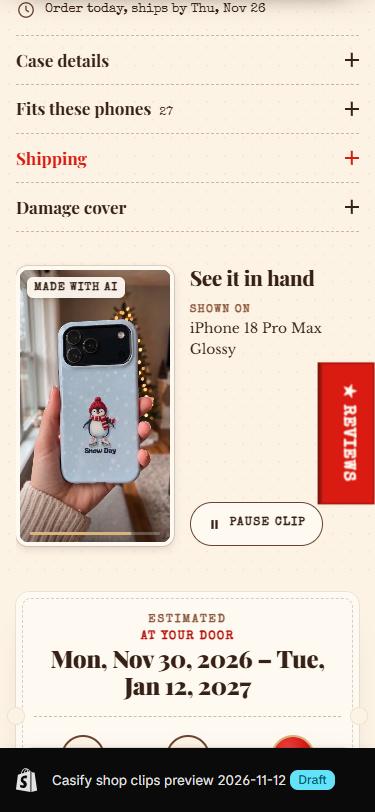 Order today, ships by Thu, Nov 26
Case details
Fits these phones 27
Shipping
Damage cover
MADE WITH AI
Snow Day
See it in hand
SHOWN ON
iPhone 18 Pro Max
Glossy
★ REVIEWS
PAUSE CLIP
ESTIMATED
AT YOUR DOOR
Mon, Nov 30, 2026 – Tue,
Jan 12, 2027
Casify shop clips preview 2026-11-12 Draft